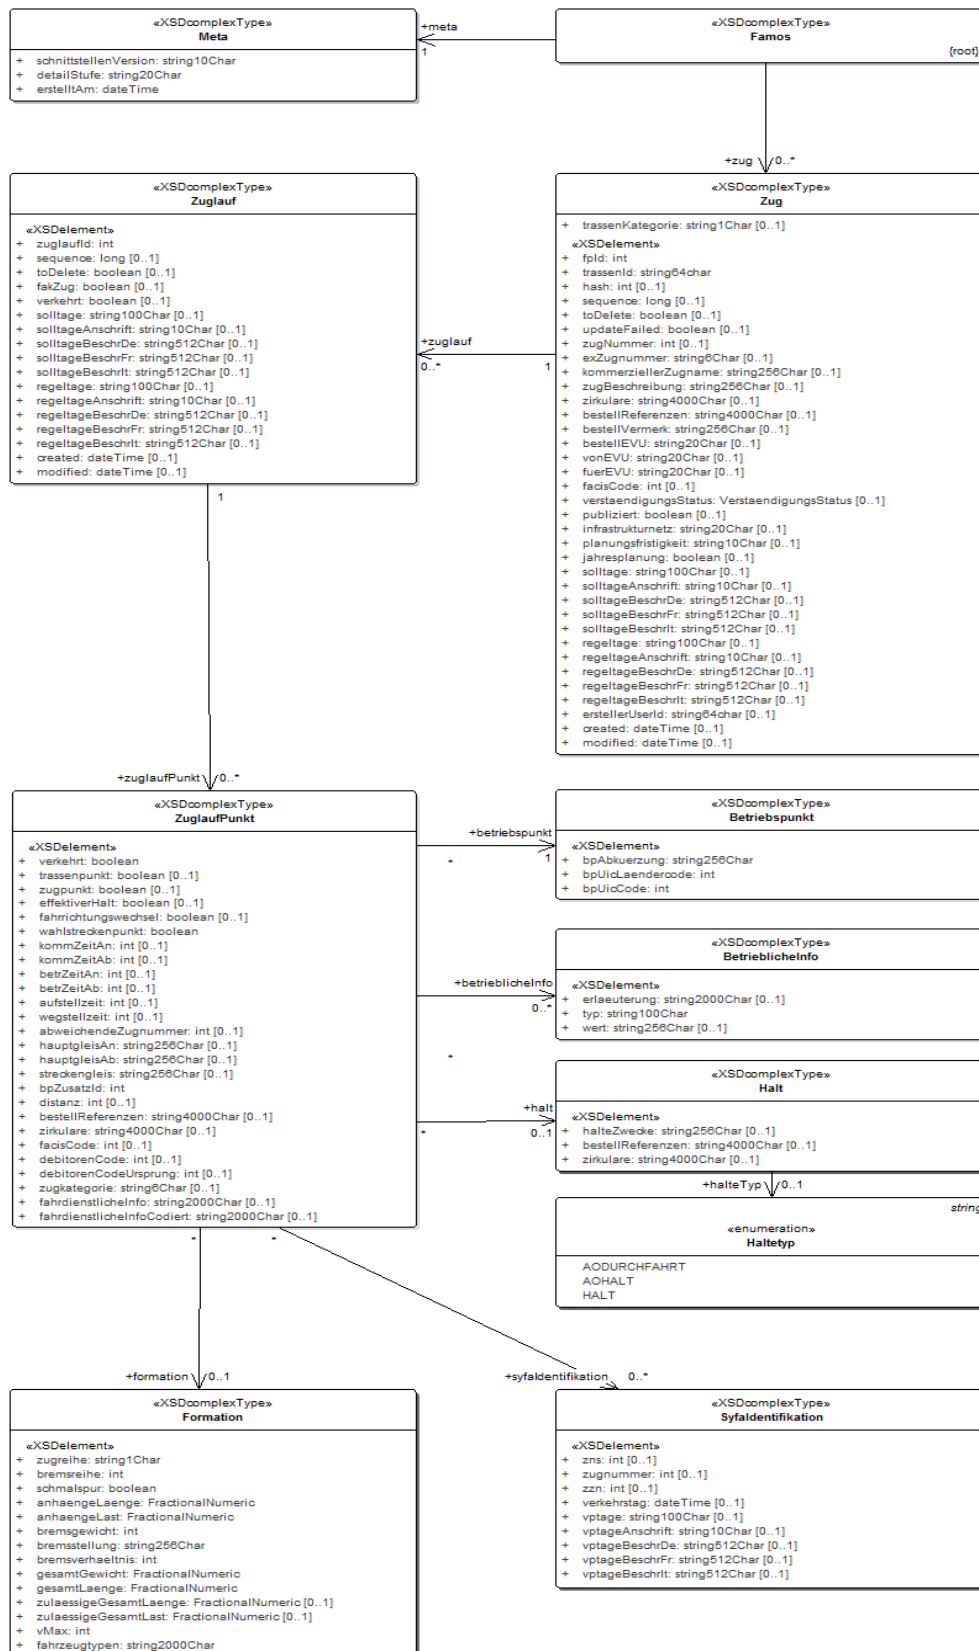 «XSDcomplexType»
Meta
+ schnittstellenVersion: string10Char
+ detailStufe: string20Char
+ erstelltAm: dateTime
+meta
1
«XSDcomplexType»
Famos
{root}
+zug
0..*
«XSDcomplexType»
Zuglauf
«XSDelement»
+ zuglaufId: int
+ sequence: long [0..1]
+ toDelete: boolean [0..1]
+ fakZug: boolean [0..1]
+ verkehrt: boolean [0..1]
+ solltage: string100Char [0..1]
+ solltageAnschrift: string10Char [0..1]
+ solltageBeschrDe: string512Char [0..1]
+ solltageBeschrFr: string512Char [0..1]
+ solltageBeschrIt: string512Char [0..1]
+ regeltage: string100Char [0..1]
+ regeltageAnschrift: string10Char [0..1]
+ regeltageBeschrDe: string512Char [0..1]
+ regeltageBeschrFr: string512Char [0..1]
+ regeltageBeschrIt: string512Char [0..1]
+ created: dateTime [0..1]
+ modified: dateTime [0..1]
+zuglauf
0..*
1
1
«XSDcomplexType»
Zug
+ trassenKategorie: string1Char [0..1]
«XSDelement»
+ fpId: int
+ trassenId: string64char
+ hash: int [0..1]
+ sequence: long [0..1]
+ toDelete: boolean [0..1]
+ updateFailed: boolean [0..1]
+ zugNummer: int [0..1]
+ exZugnummer: string6Char [0..1]
+ kommerziellerZugname: string256Char [0..1]
+ zugBeschreibung: string256Char [0..1]
+ zirkulare: string4000Char [0..1]
+ bestellReferenzen: string4000Char [0..1]
+ bestellVermerk: string256Char [0..1]
+ bestellEVU: string20Char [0..1]
+ vonEVU: string20Char [0..1]
+ fuerEVU: string20Char [0..1]
+ facisCode: int [0..1]
+ verstaendigungsStatus: VerstaendigungsStatus [0..1]
+ publiziert: boolean [0..1]
+ infrastrukturnetz: string20Char [0..1]
+ planungsfristigkeit: string10Char [0..1]
+ jahresplanung: boolean [0..1]
+ solltage: string100Char [0..1]
+ solltageAnschrift: string10Char [0..1]
+ solltageBeschrDe: string512Char [0..1]
+ solltageBeschrFr: string512Char [0..1]
+ solltageBeschrIt: string512Char [0..1]
+ regeltage: string100Char [0..1]
+ regeltageAnschrift: string10Char [0..1]
+ regeltageBeschrDe: string512Char [0..1]
+ regeltageBeschrFr: string512Char [0..1]
+ regeltageBeschrIt: string512Char [0..1]
+ erstellerUserId: string64char [0..1]
+ created: dateTime [0..1]
+ modified: dateTime [0..1]
+zuglaufPunkt
0..*
«XSDcomplexType»
ZuglaufPunkt
«XSDelement»
+ verkehrt: boolean
+ trassenpunkt: boolean [0..1]
+ zugpunkt: boolean [0..1]
+ effektiverHalt: boolean [0..1]
+ fahrrichtungswechsel: boolean [0..1]
+ wahlstreckenpunkt: boolean
+ kommZeitAn: int [0..1]
+ kommZeitAb: int [0..1]
+ betrZeitAn: int [0..1]
+ betrZeitAb: int [0..1]
+ aufstellzeit: int [0..1]
+ wegstellzeit: int [0..1]
+ abweichendeZugnummer: int [0..1]
+ hauptgleisAn: string256Char [0..1]
+ hauptgleisAb: string256Char [0..1]
+ streckengleis: string256Char [0..1]
+ bpZusatzId: int
+ distanz: int [0..1]
+ bestellReferenzen: string4000Char [0..1]
+ zirkulare: string4000Char [0..1]
+ facisCode: int [0..1]
+ debitorenCode: int [0..1]
+ debitorenCodeUrsprung: int [0..1]
+ zugkategorie: string6Char [0..1]
+ fahrdienstlicheInfo: string2000Char [0..1]
+ fahrdienstlicheInfoCodiert: string2000Char [0..1]
+betriebspunkt
*
1
«XSDcomplexType»
Betriebspunkt
«XSDelement»
+ bpAbkuerzung: string256Char
+ bpUicLaendercode: int
+ bpUicCode: int
+betrieblicheInfo
0..*
*
«XSDcomplexType»
BetrieblicheInfo
«XSDelement»
+ erlaeuterung: string2000Char [0..1]
+ typ: string100Char
+ wert: string256Char [0..1]
+halt
*
0..1
«XSDcomplexType»
Halt
«XSDelement»
+ halteZwecke: string256Char [0..1]
+ bestellReferenzen: string4000Char [0..1]
+ zirkulare: string4000Char [0..1]
+halteTyp
0..1
string
«enumeration»
Haltetyp
AODURCHFAHRT
AOHALT
HALT
*
*
+formation
0..1
+syfaIdentifikation
0..*
«XSDcomplexType»
Formation
«XSDelement»
+ zugreihe: string1Char
+ bremsreihe: int
+ schmalspur: boolean
+ anhaengeLaenge: FractionalNumeric
+ anhaengeLast: FractionalNumeric
+ bremsgewicht: int
+ bremsstellung: string256Char
+ bremsverhaeltnis: int
+ gesamtGewicht: FractionalNumeric
+ gesamtLaenge: FractionalNumeric
+ zulaessigeGesamtLaenge: FractionalNumeric [0..1]
+ zulaessigeGesamtLast: FractionalNumeric [0..1]
+ vMax: int
+ fahrzeugtypen: string2000Char
«XSDcomplexType»
SyfaIdentifikation
«XSDelement»
+ zns: int [0..1]
+ zugnummer: int [0..1]
+ zzn: int [0..1]
+ verkehrstag: dateTime [0..1]
+ vptage: string100Char [0..1]
+ vptageAnschrift: string10Char [0..1]
+ vptageBeschrDe: string512Char [0..1]
+ vptageBeschrFr: string512Char [0..1]
+ vptageBeschrIt: string512Char [0..1]